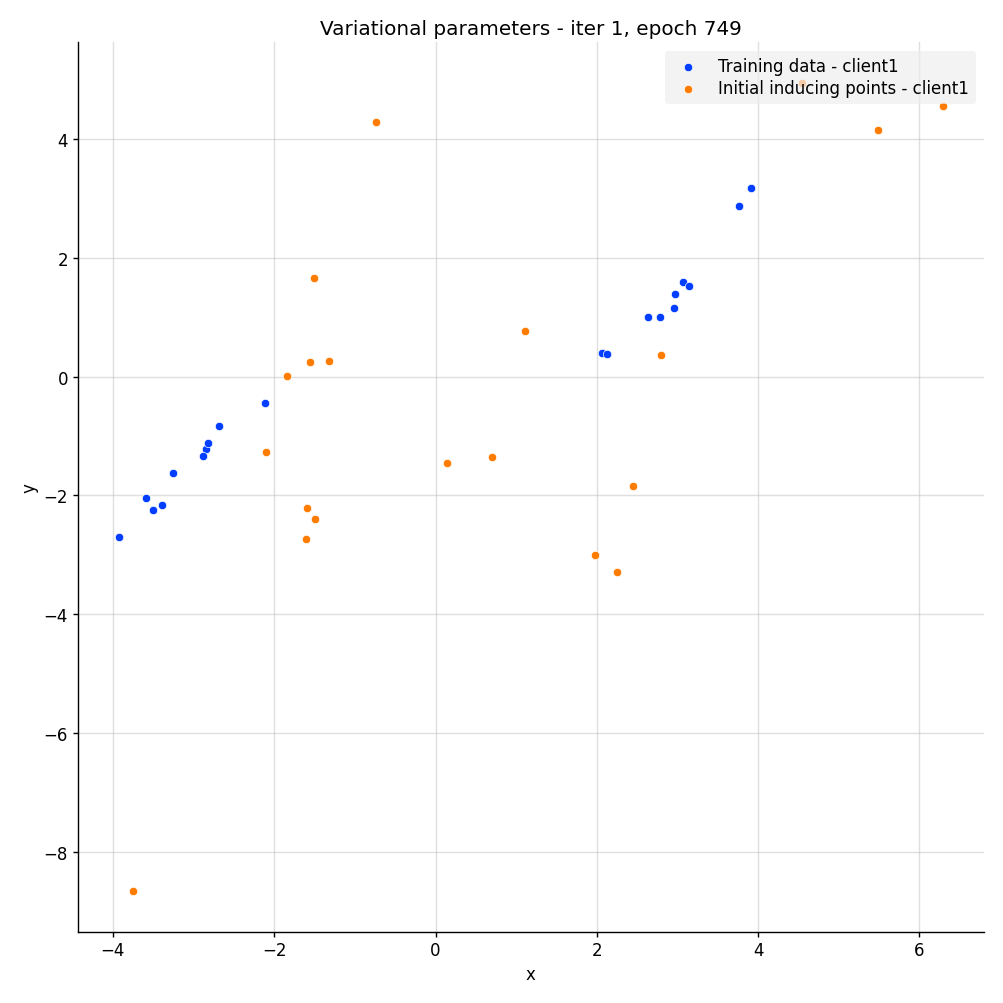 Variational parameters - iter 1, epoch 749
Training data - client1
Initial inducing points - client1
4
2
0
−2
−4
−6
−8
y
−4 −2 0 2 4 6
x